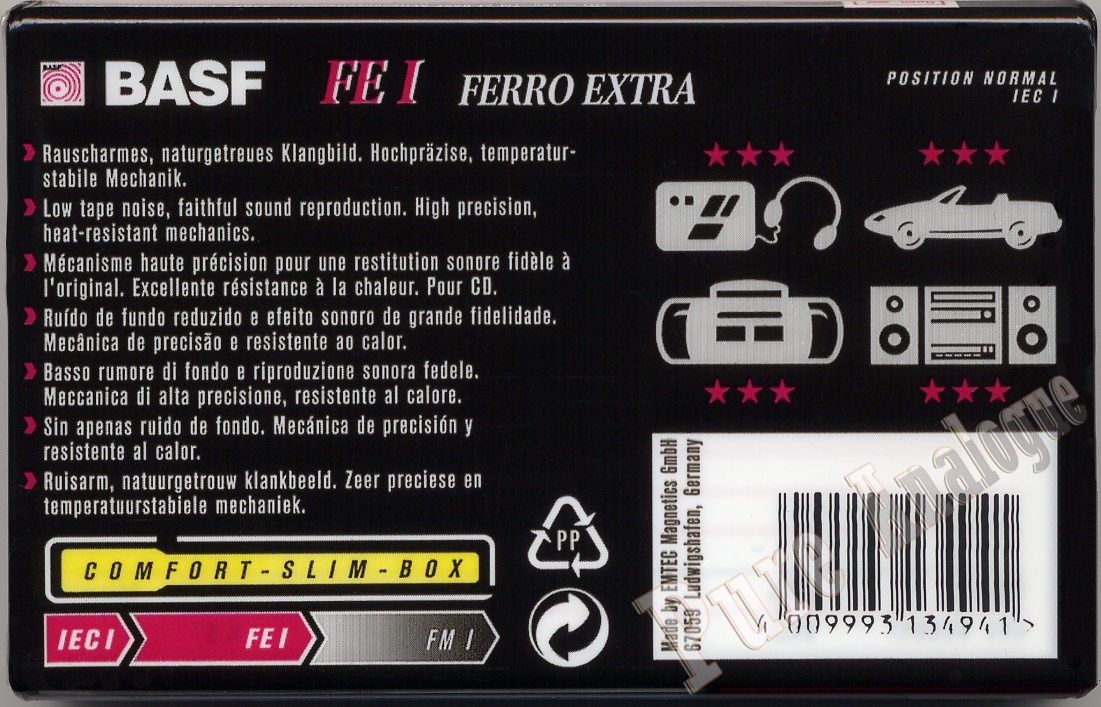 BASF FE I FERRO EXTRA
POSITION NORMAL
IEC I
Rauscharmes, naturgetreues Klangbild. Hochpräzise, temperatur-
stabile Mechanik.
Low tape noise, faithful sound reproduction. High precision,
heat-resistant mechanics.
Mécanisme haute précision pour une restitution sonore fidèle à
l'original. Excellente résistance à la chaleur. Pour CD.
Ruído de fundo reduzido e efeito sonoro de grande fidelidade.
Mecânica de precisão e resistente ao calor.
Basso rumore di fondo e riproduzione sonora fedele.
Meccanica di alta precisione, resistente al calore.
Sin apenas ruido de fondo. Mecánica de precisión y
resistente al calor.
Ruisarm, natuurgetrouw klankbeeld. Zeer preciese en
temperatuurstabiele mechaniek.
COMFORT-SLIM-BOX
IEC I FE I FM I
PP
Made by EMTEC Magnetics GmbH
67059 Ludwigshafen, Germany
4 009993 134941 >
Pure Analogue